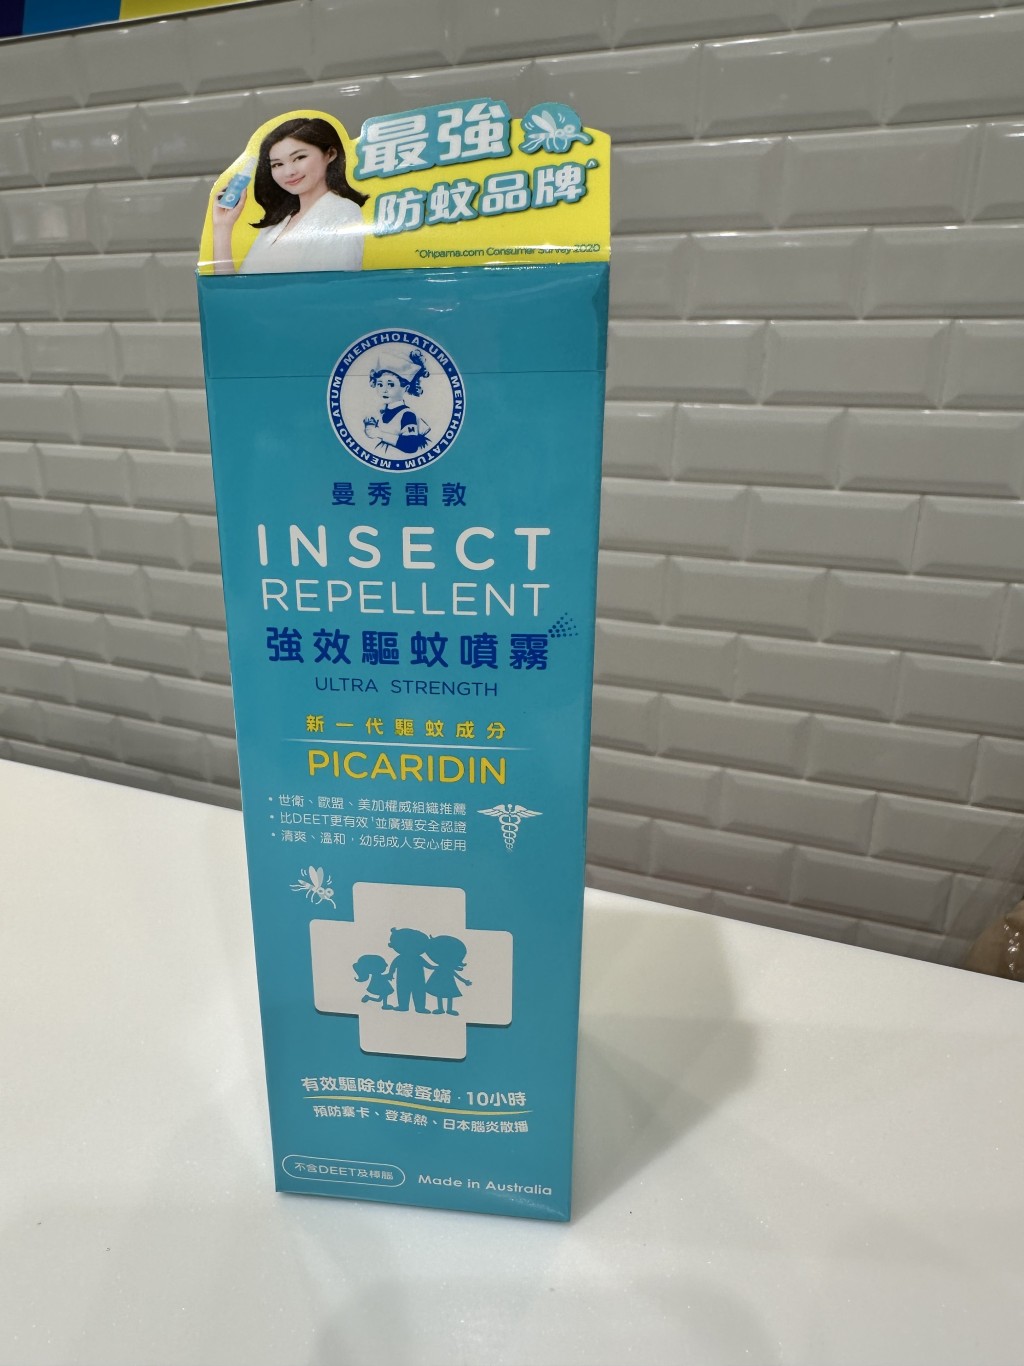 最強
防蚊品牌^
^Ohpama.com Consumer Survey 2020
MENTHOLATUM · MENTHOLATUM · MENTHOLATUM ·
曼秀雷敦
INSECT
REPELLENT
強效驅蚊噴霧
ULTRA STRENGTH
新一代驅蚊成分
PICARIDIN
• 世衛、歐盟、美加權威組織推薦
• 比DEET更有效¹並廣獲安全認證
• 清爽、溫和，幼兒成人安心使用
有效驅除蚊蠓蚤蟎 · 10小時
預防塞卡、登革熱、日本腦炎散播
不含DEET及樟腦
Made in Australia